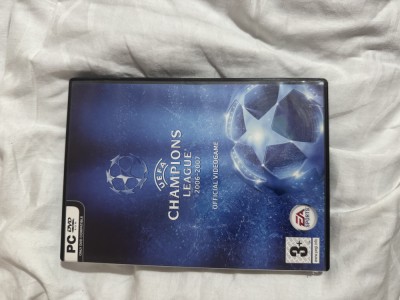 UEFA
CHAMPIONS
LEAGUE
2006-2007
OFFICIAL VIDEOGAME
EA
SPORTS
3+
PC DVD